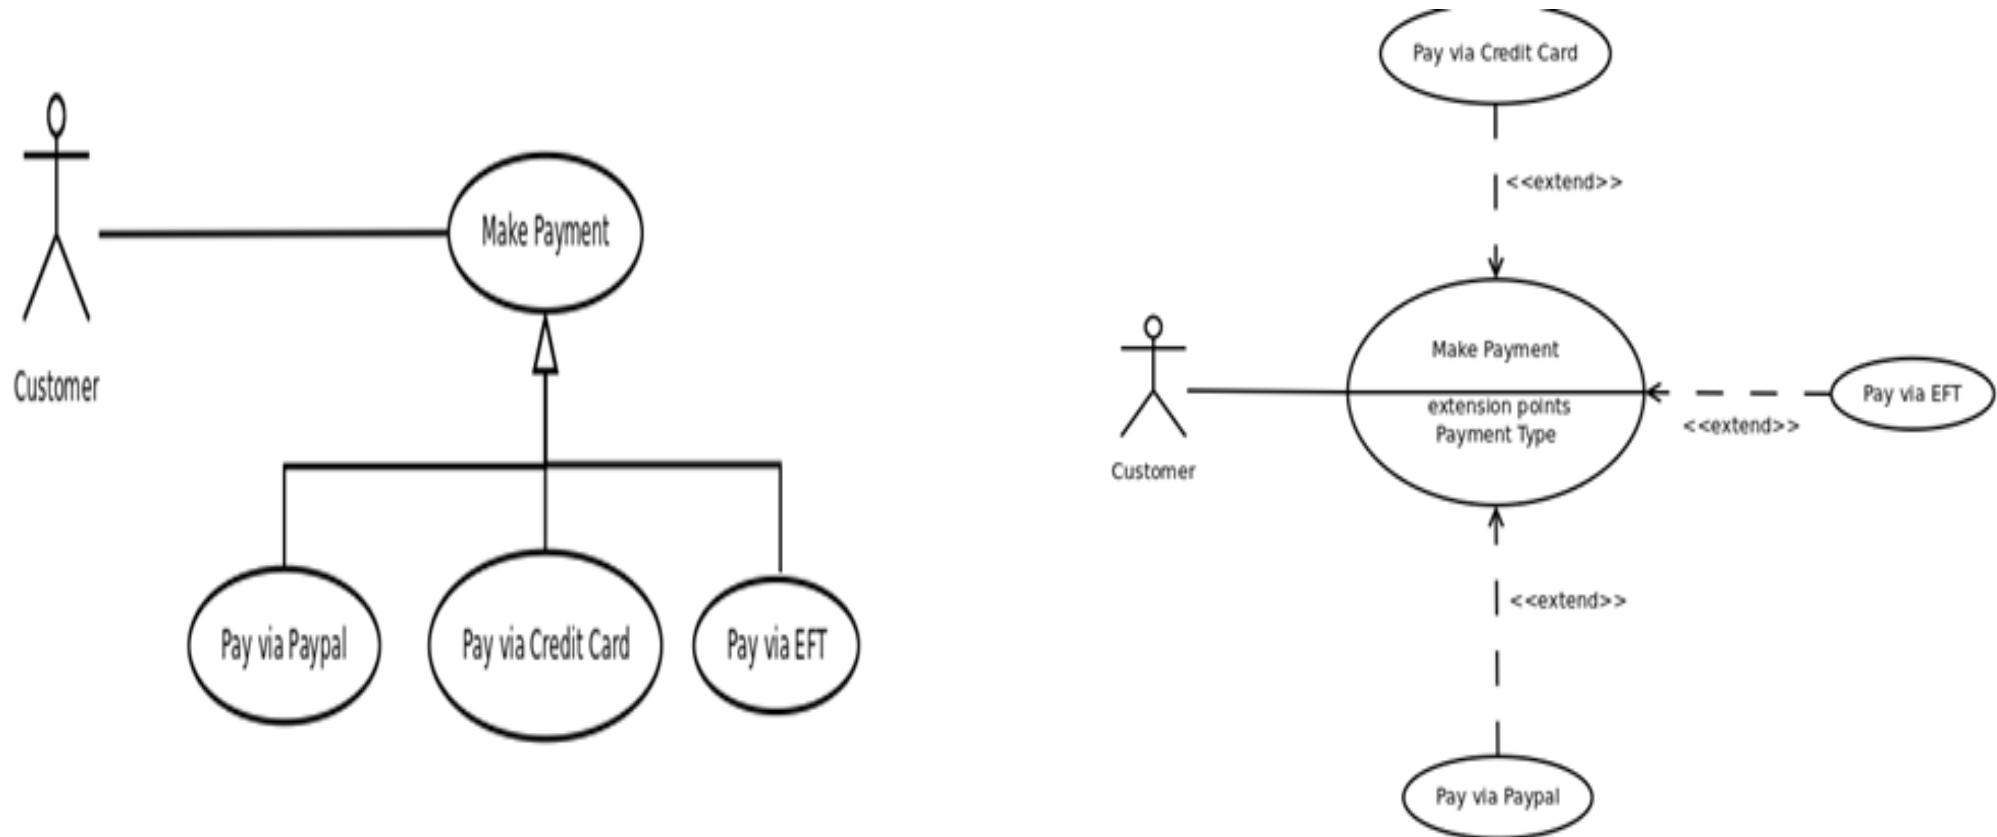 Make Payment
Customer
Pay via Paypal
Pay via Credit Card
Pay via EFT
Pay via Credit Card
<<extend>>
Make Payment
extension points
Payment Type
Customer
Pay via EFT
<<extend>>
<<extend>>
Pay via Paypal